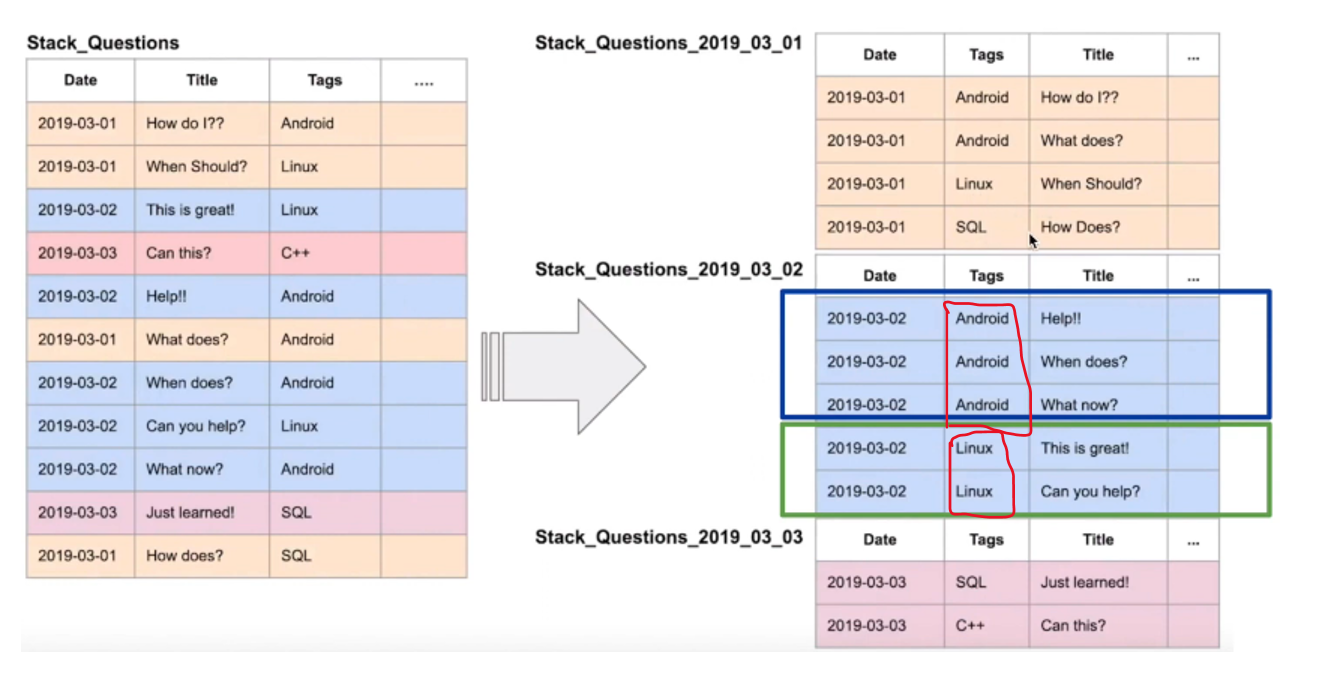 Stack_Questions
Date Title Tags ....
2019-03-01 How do I?? Android
2019-03-01 When Should? Linux
2019-03-02 This is great! Linux
2019-03-03 Can this? C++
2019-03-02 Help!! Android
2019-03-01 What does? Android
2019-03-02 When does? Android
2019-03-02 Can you help? Linux
2019-03-02 What now? Android
2019-03-03 Just learned! SQL
2019-03-01 How does? SQL
Stack_Questions_2019_03_01
Date Tags Title ...
2019-03-01 Android How do I??
2019-03-01 Android What does?
2019-03-01 Linux When Should?
2019-03-01 SQL How Does?
Stack_Questions_2019_03_02
Date Tags Title ...
2019-03-02 Android Help!!
2019-03-02 Android When does?
2019-03-02 Android What now?
2019-03-02 Linux This is great!
2019-03-02 Linux Can you help?
Stack_Questions_2019_03_03
Date Tags Title ...
2019-03-03 SQL Just learned!
2019-03-03 C++ Can this?